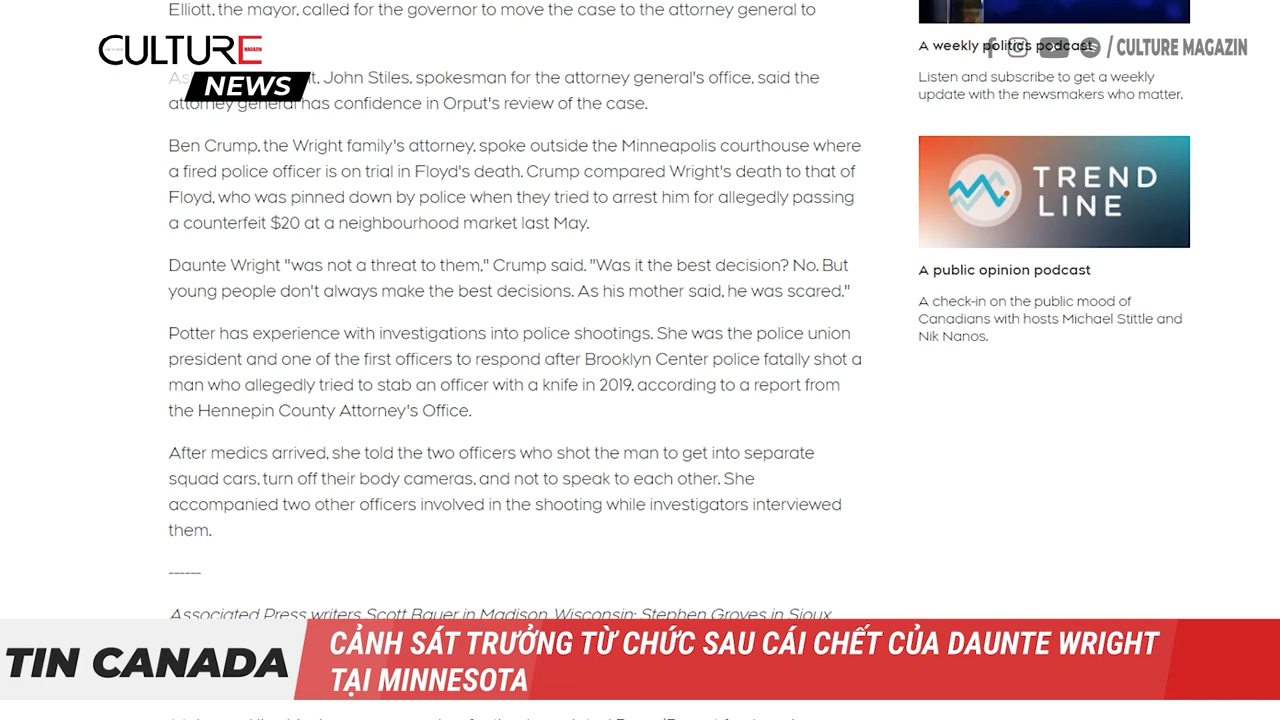 Elliott, the mayor, called for the governor to move the case to the attorney general to
CULTURE
MAGAZIN
NEWS
John Stiles, spokesman for the attorney general's office, said the
attorney general has confidence in Orput's review of the case.
Ben Crump, the Wright family's attorney, spoke outside the Minneapolis courthouse where
a fired police officer is on trial in Floyd's death. Crump compared Wright's death to that of
Floyd, who was pinned down by police when they tried to arrest him for allegedly passing
a counterfeit $20 at a neighbourhood market last May.
Daunte Wright "was not a threat to them," Crump said. "Was it the best decision? No. But
young people don't always make the best decisions. As his mother said, he was scared."
Potter has experience with investigations into police shootings. She was the police union
president and one of the first officers to respond after Brooklyn Center police fatally shot a
man who allegedly tried to stab an officer with a knife in 2019, according to a report from
the Hennepin County Attorney's Office.
After medics arrived, she told the two officers who shot the man to get into separate
squad cars, turn off their body cameras, and not to speak to each other. She
accompanied two other officers involved in the shooting while investigators interviewed
them.
------
Associated Press writers Scott Bauer in Madison, Wisconsin; Stephen Groves in Sioux
A weekly politics podcast
/ CULTURE MAGAZIN
Listen and subscribe to get a weekly
update with the newsmakers who matter.
TREND
LINE
A public opinion podcast
A check-in on the public mood of
Canadians with hosts Michael Stittle and
Nik Nanos.
TIN CANADA
CẢNH SÁT TRƯỞNG TỪ CHỨC SAU CÁI CHẾT CỦA DAUNTE WRIGHT
TẠI MINNESOTA